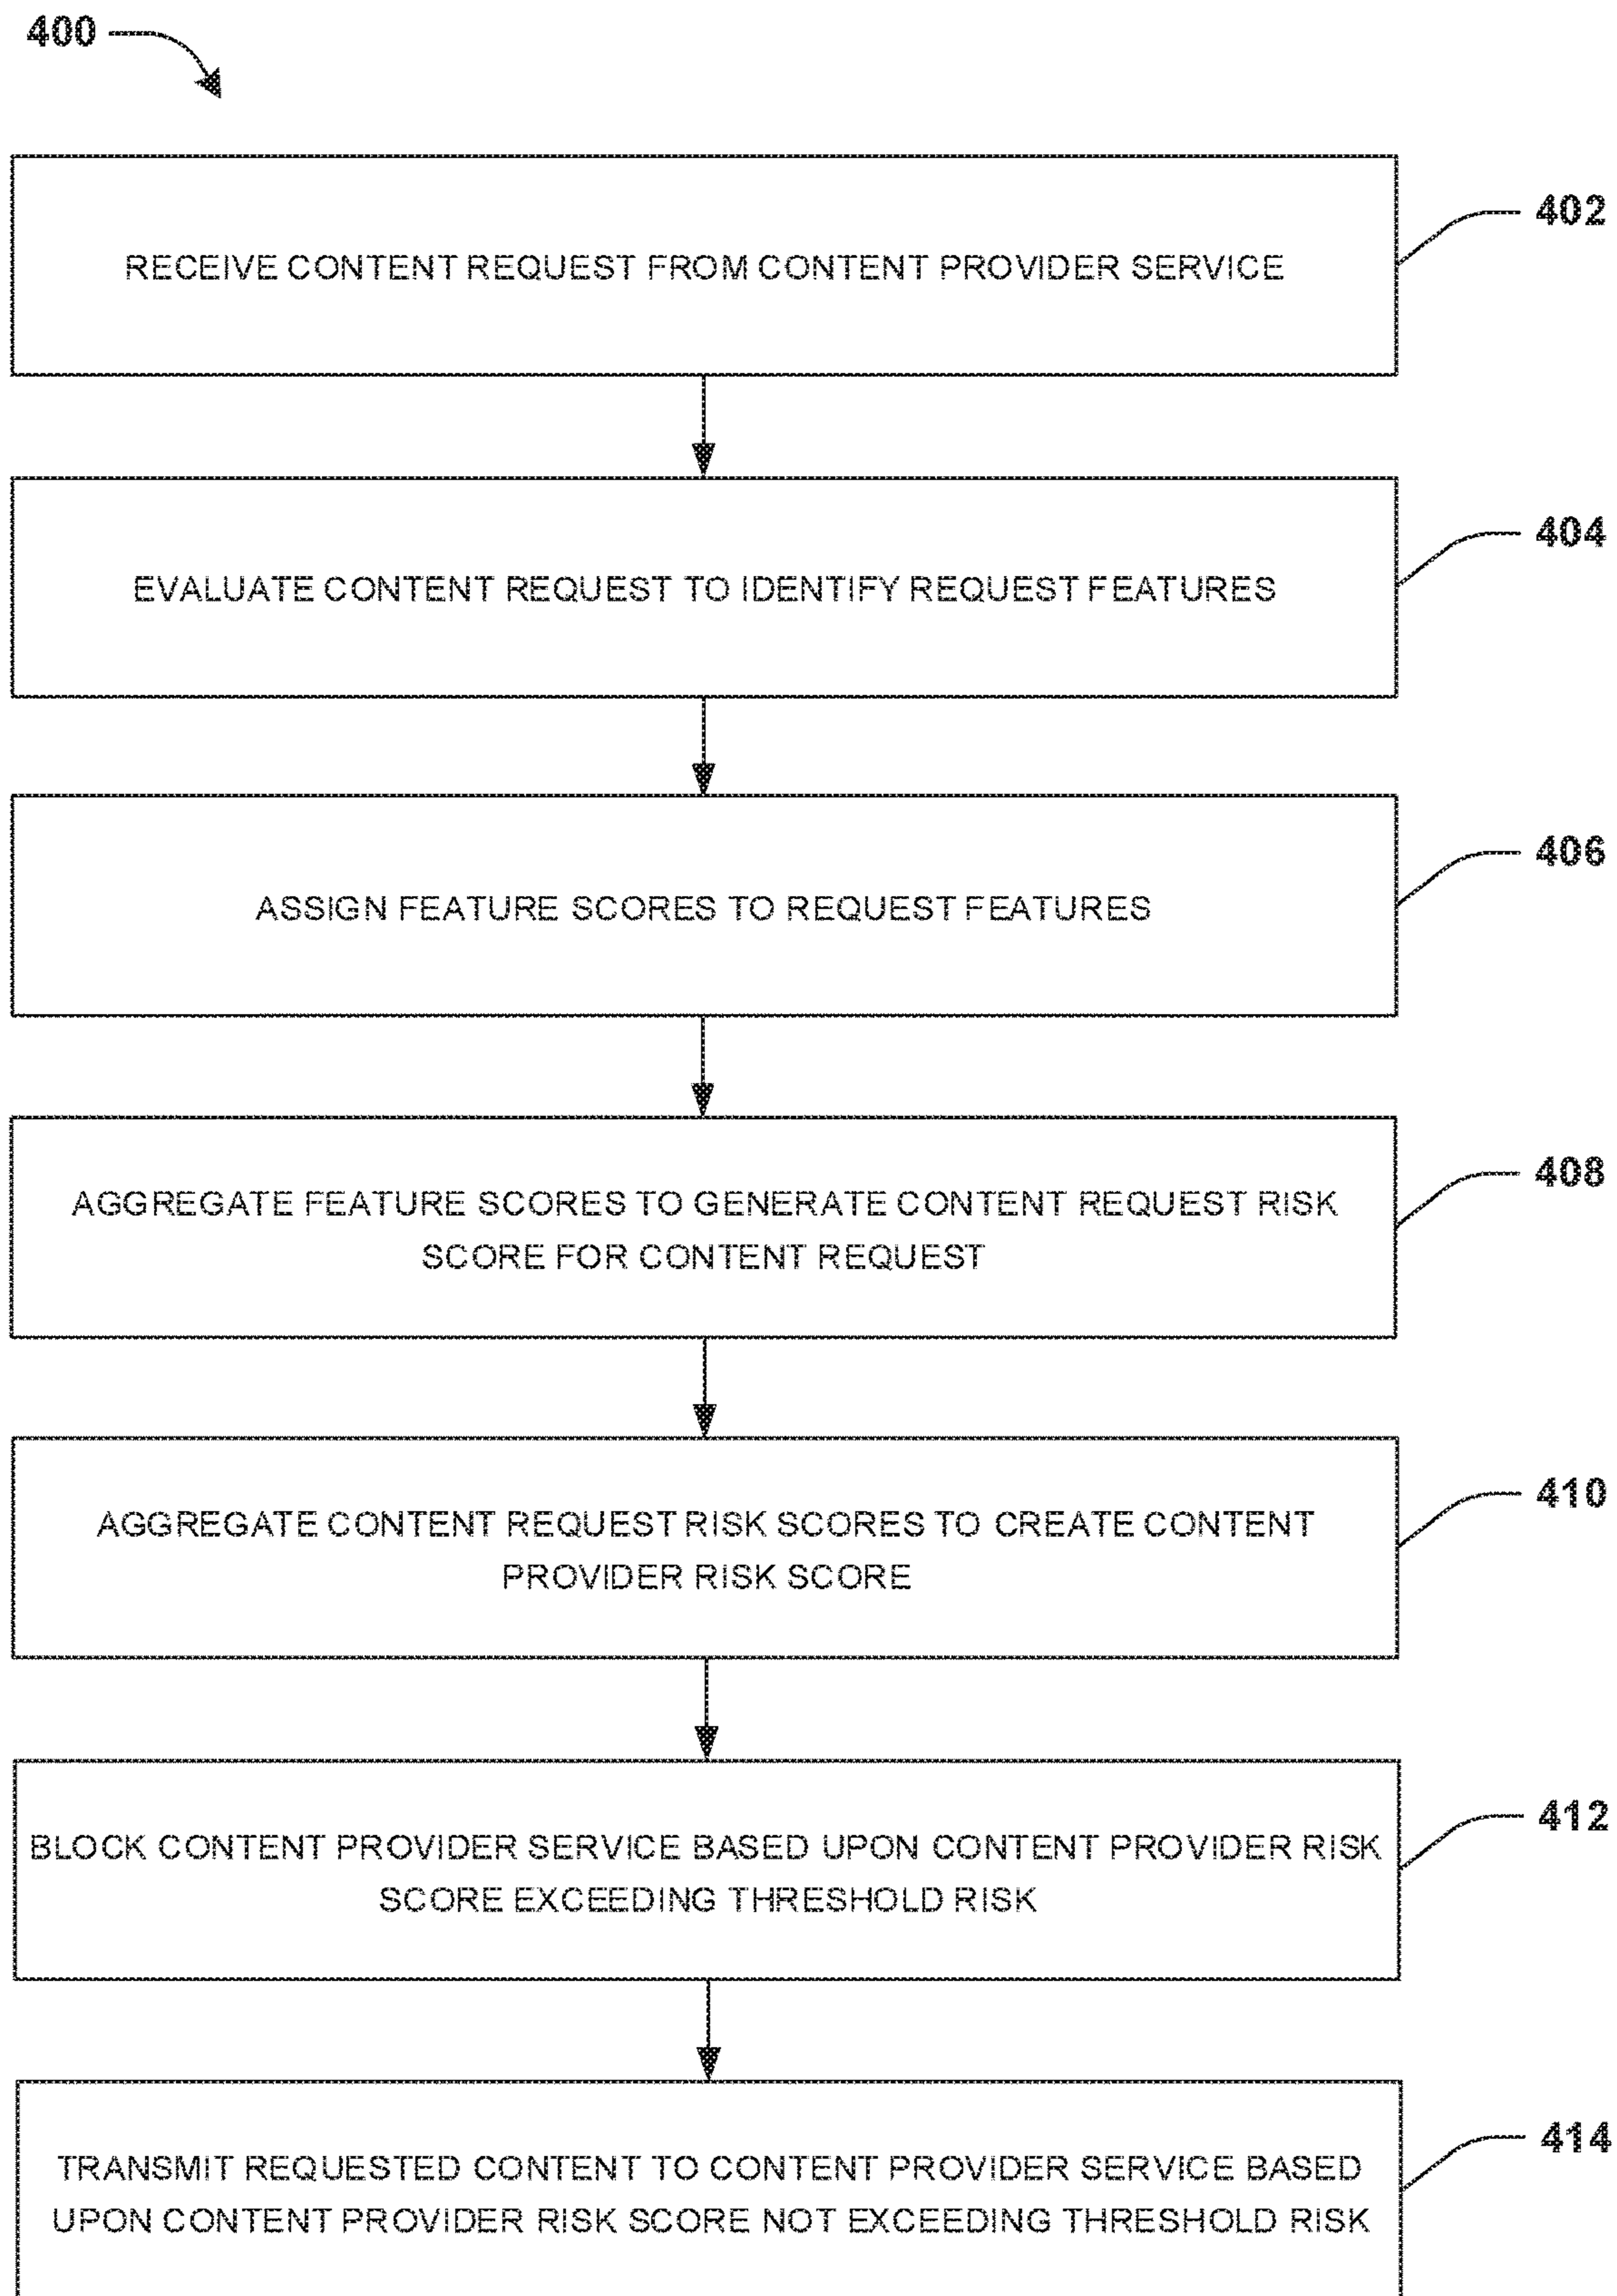 400
RECEIVE CONTENT REQUEST FROM CONTENT PROVIDER SERVICE
402
EVALUATE CONTENT REQUEST TO IDENTIFY REQUEST FEATURES
404
ASSIGN FEATURE SCORES TO REQUEST FEATURES
406
AGGREGATE FEATURE SCORES TO GENERATE CONTENT REQUEST RISK
SCORE FOR CONTENT REQUEST
408
AGGREGATE CONTENT REQUEST RISK SCORES TO CREATE CONTENT
PROVIDER RISK SCORE
410
BLOCK CONTENT PROVIDER SERVICE BASED UPON CONTENT PROVIDER RISK
SCORE EXCEEDING THRESHOLD RISK
412
TRANSMIT REQUESTED CONTENT TO CONTENT PROVIDER SERVICE BASED
UPON CONTENT PROVIDER RISK SCORE NOT EXCEEDING THRESHOLD RISK
414